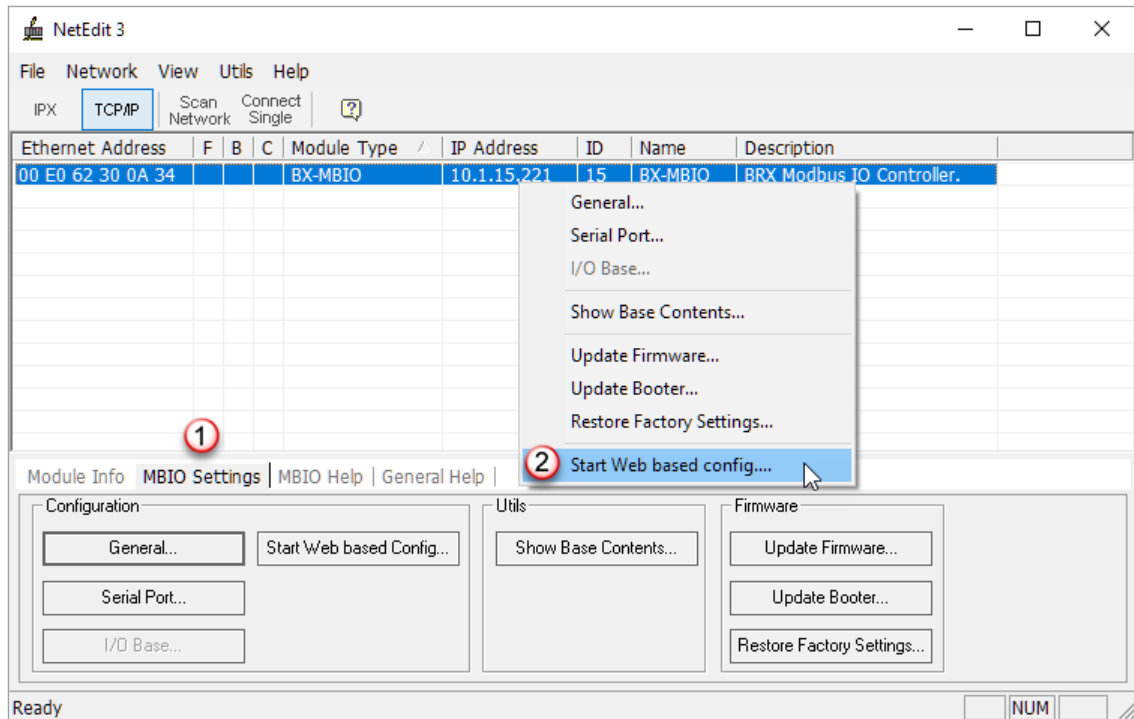 NetEdit 3
File Network View Utils Help
IPX TCP/IP Scan Network Connect Single
Ethernet Address F B C Module Type IP Address ID Name Description
00 E0 62 30 0A 34 BX-MBIO 10.1.15.221 15 BX-MBIO BRX Modbus IO Controller.
General...
Serial Port...
I/O Base...
Show Base Contents...
Update Firmware...
Update Booter...
Restore Factory Settings...
1
2 Start Web based config....
Module Info MBIO Settings MBIO Help General Help
Configuration Utils Firmware
General... Start Web based Config... Show Base Contents... Update Firmware...
Serial Port... Update Booter...
I/O Base... Restore Factory Settings...
Ready NUM